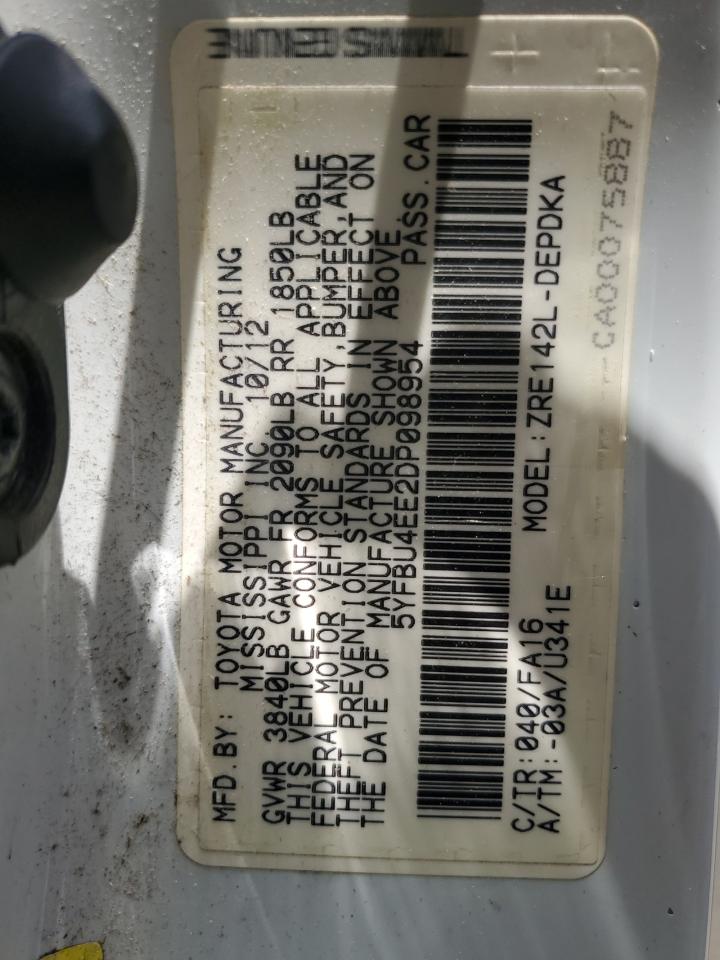 MFD.BY: TOYOTA MOTOR MANUFACTURING
MISSISSIPPI INC. 10/12
GVWR 3840LB GAWR FR 2090LB RR 1850LB
THIS VEHICLE CONFORMS TO ALL APPLICABLE
FEDERAL MOTOR VEHICLE SAFETY,BUMPER,AND
THEFT PREVENTION STANDARDS IN EFFECT ON
THE DATE OF MANUFACTURE SHOWN ABOVE
5YFBU4EE2DP098954 PASS.CAR
C/TR:040/FA16 MODEL:ZRE142L-DEPDKA
A/TM:-03A/U341E
CA00075887